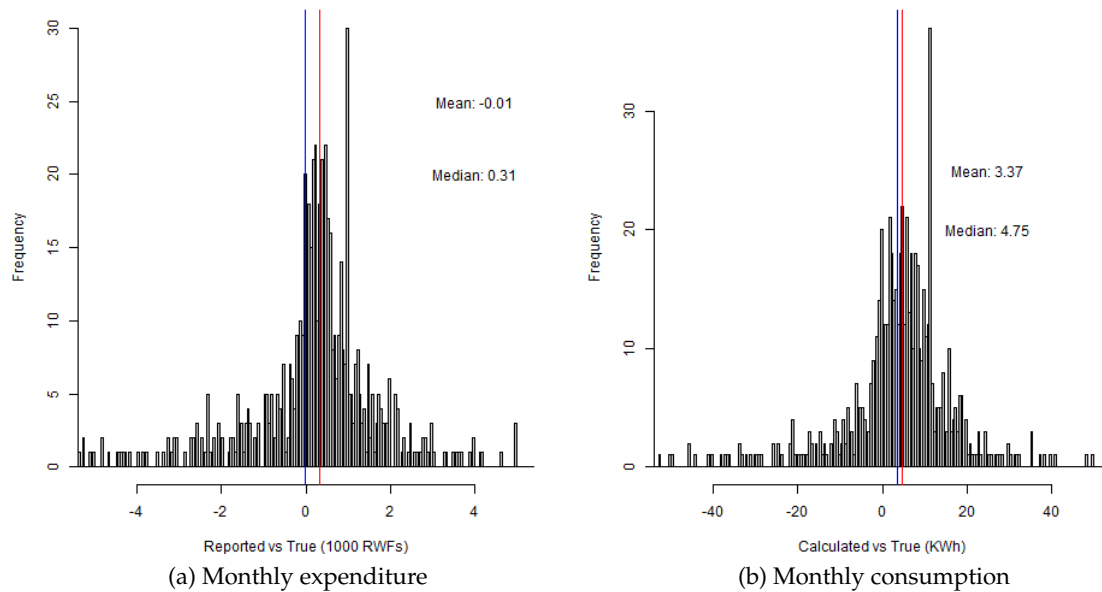 30
25
20
15
10
5
0
Frequency
Mean: -0.01
Median: 0.31
-4 -2 0 2 4
Reported vs True (1000 RWFs)
(a) Monthly expenditure
30
20
10
0
Frequency
Mean: 3.37
Median: 4.75
-40 -20 0 20 40
Calculated vs True (KWh)
(b) Monthly consumption